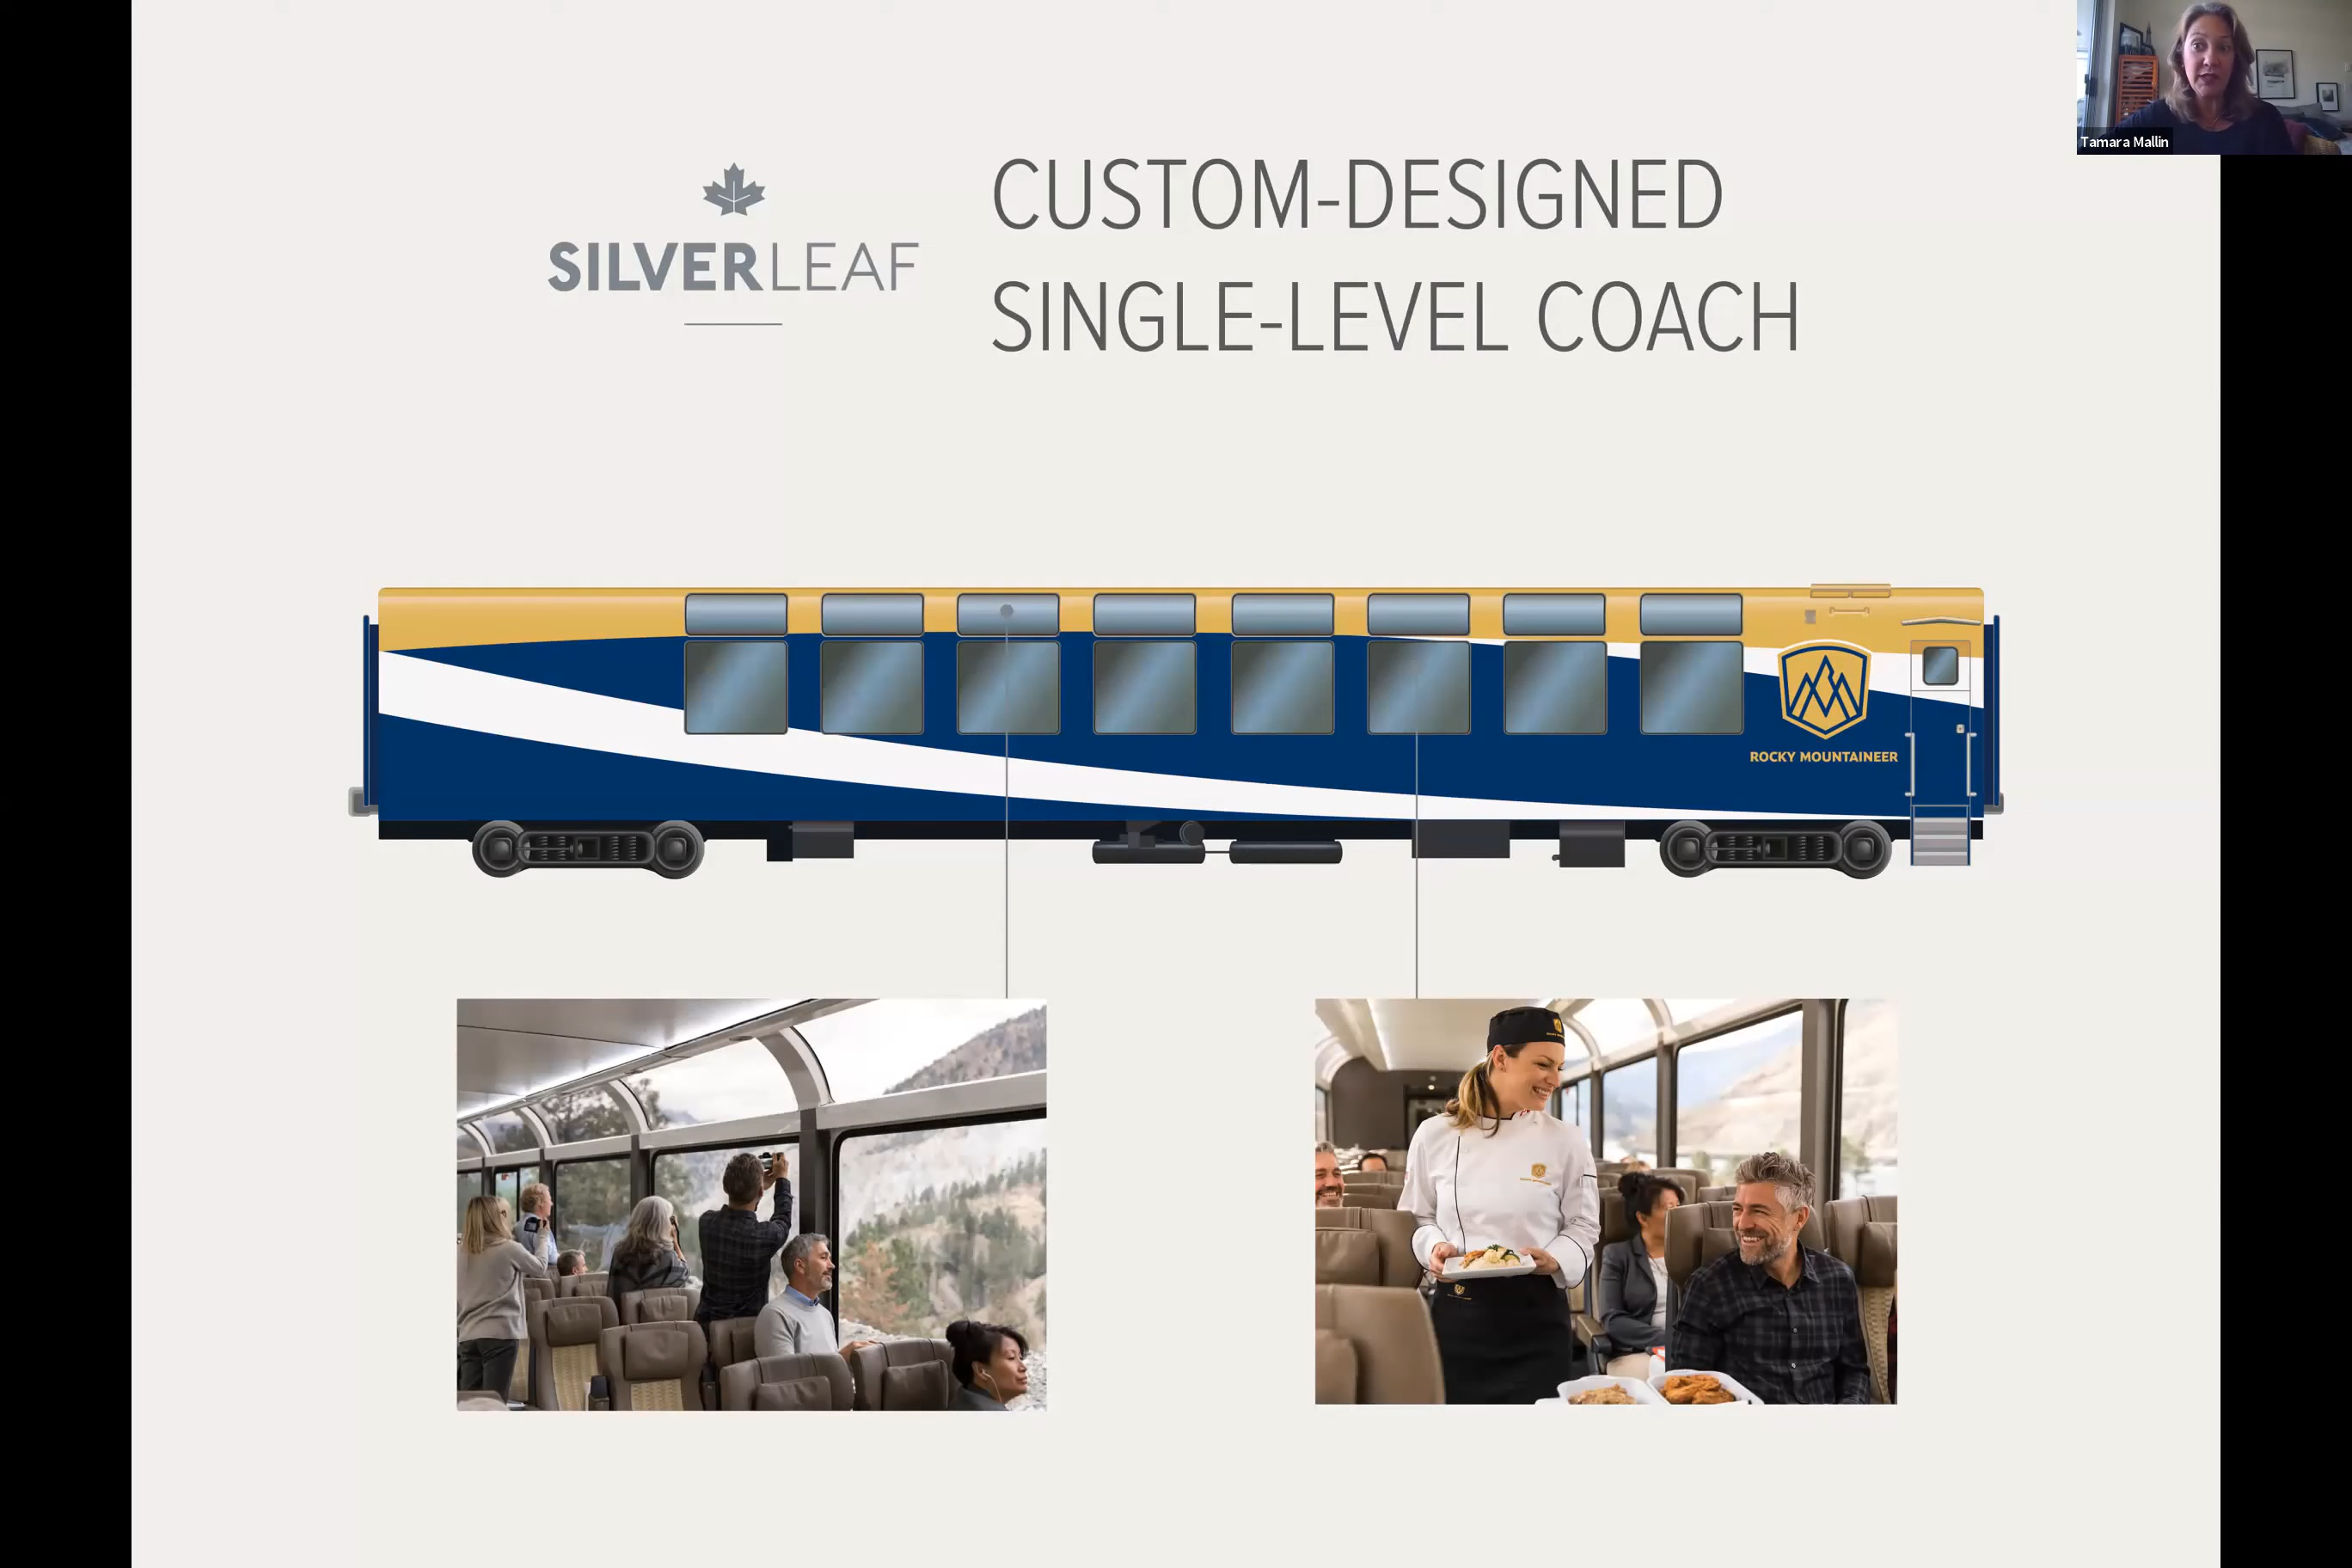 Tamara Mallin
SILVERLEAF
CUSTOM-DESIGNED
SINGLE-LEVEL COACH
ROCKY MOUNTAINEER